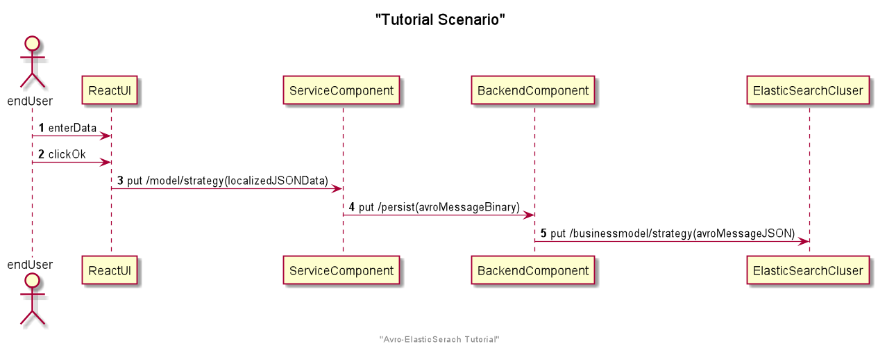 "Tutorial Scenario"
endUser
ReactUI
ServiceComponent
BackendComponent
ElasticSearchCluser
1 enterData
2 clickOk
3 put /model/strategy(localizedJSONData)
4 put /persist(avroMessageBinary)
5 put /businessmodel/strategy(avroMessageJSON)
endUser
ReactUI
ServiceComponent
BackendComponent
ElasticSearchCluser
"Avro-ElasticSerach Tutorial"